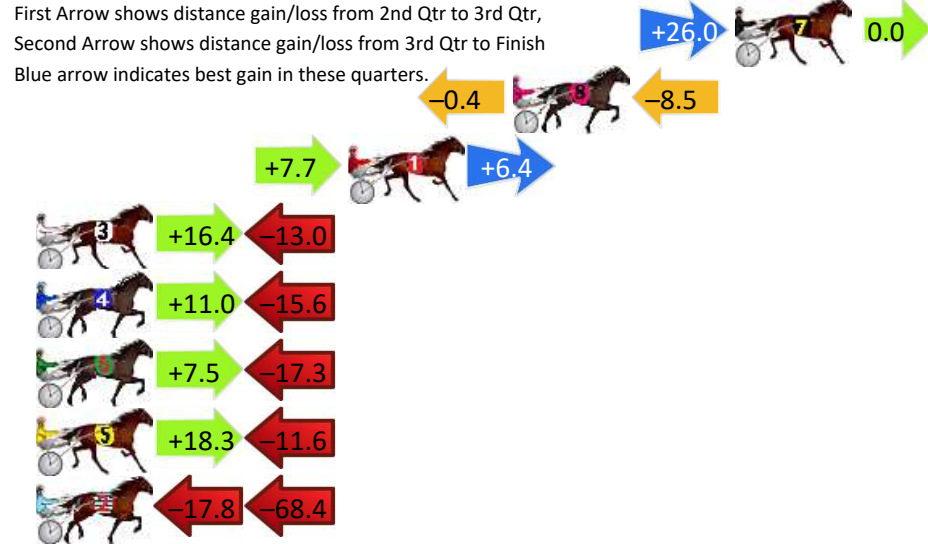 First Arrow shows distance gain/loss from 2nd Qtr to 3rd Qtr,
Second Arrow shows distance gain/loss from 3rd Qtr to Finish
Blue arrow indicates best gain in these quarters.
+26.0 7 0.0
−0.4 8 −8.5
+7.7 1 +6.4
3 +16.4 −13.0
4 +11.0 −15.6
6 +7.5 −17.3
5 +18.3 −11.6
2 −17.8 −68.4